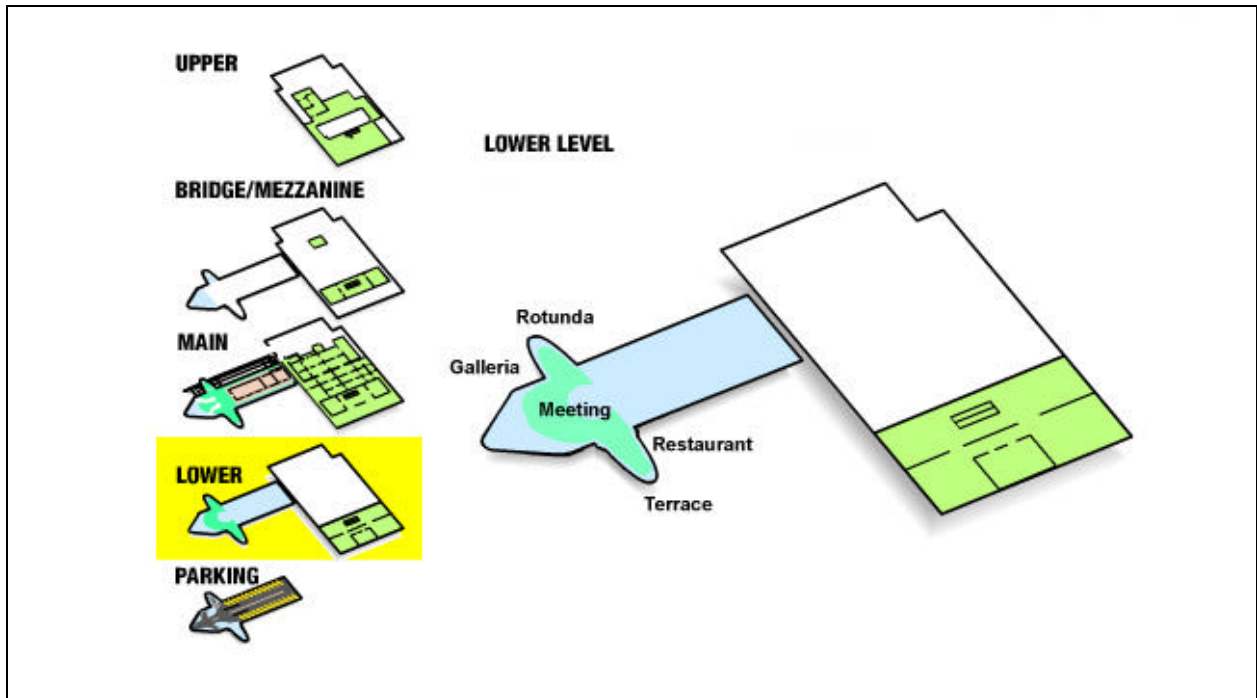 UPPER
BRIDGE/MEZZANINE
MAIN
LOWER
PARKING
LOWER LEVEL
Rotunda
Galleria
Meeting
Restaurant
Terrace